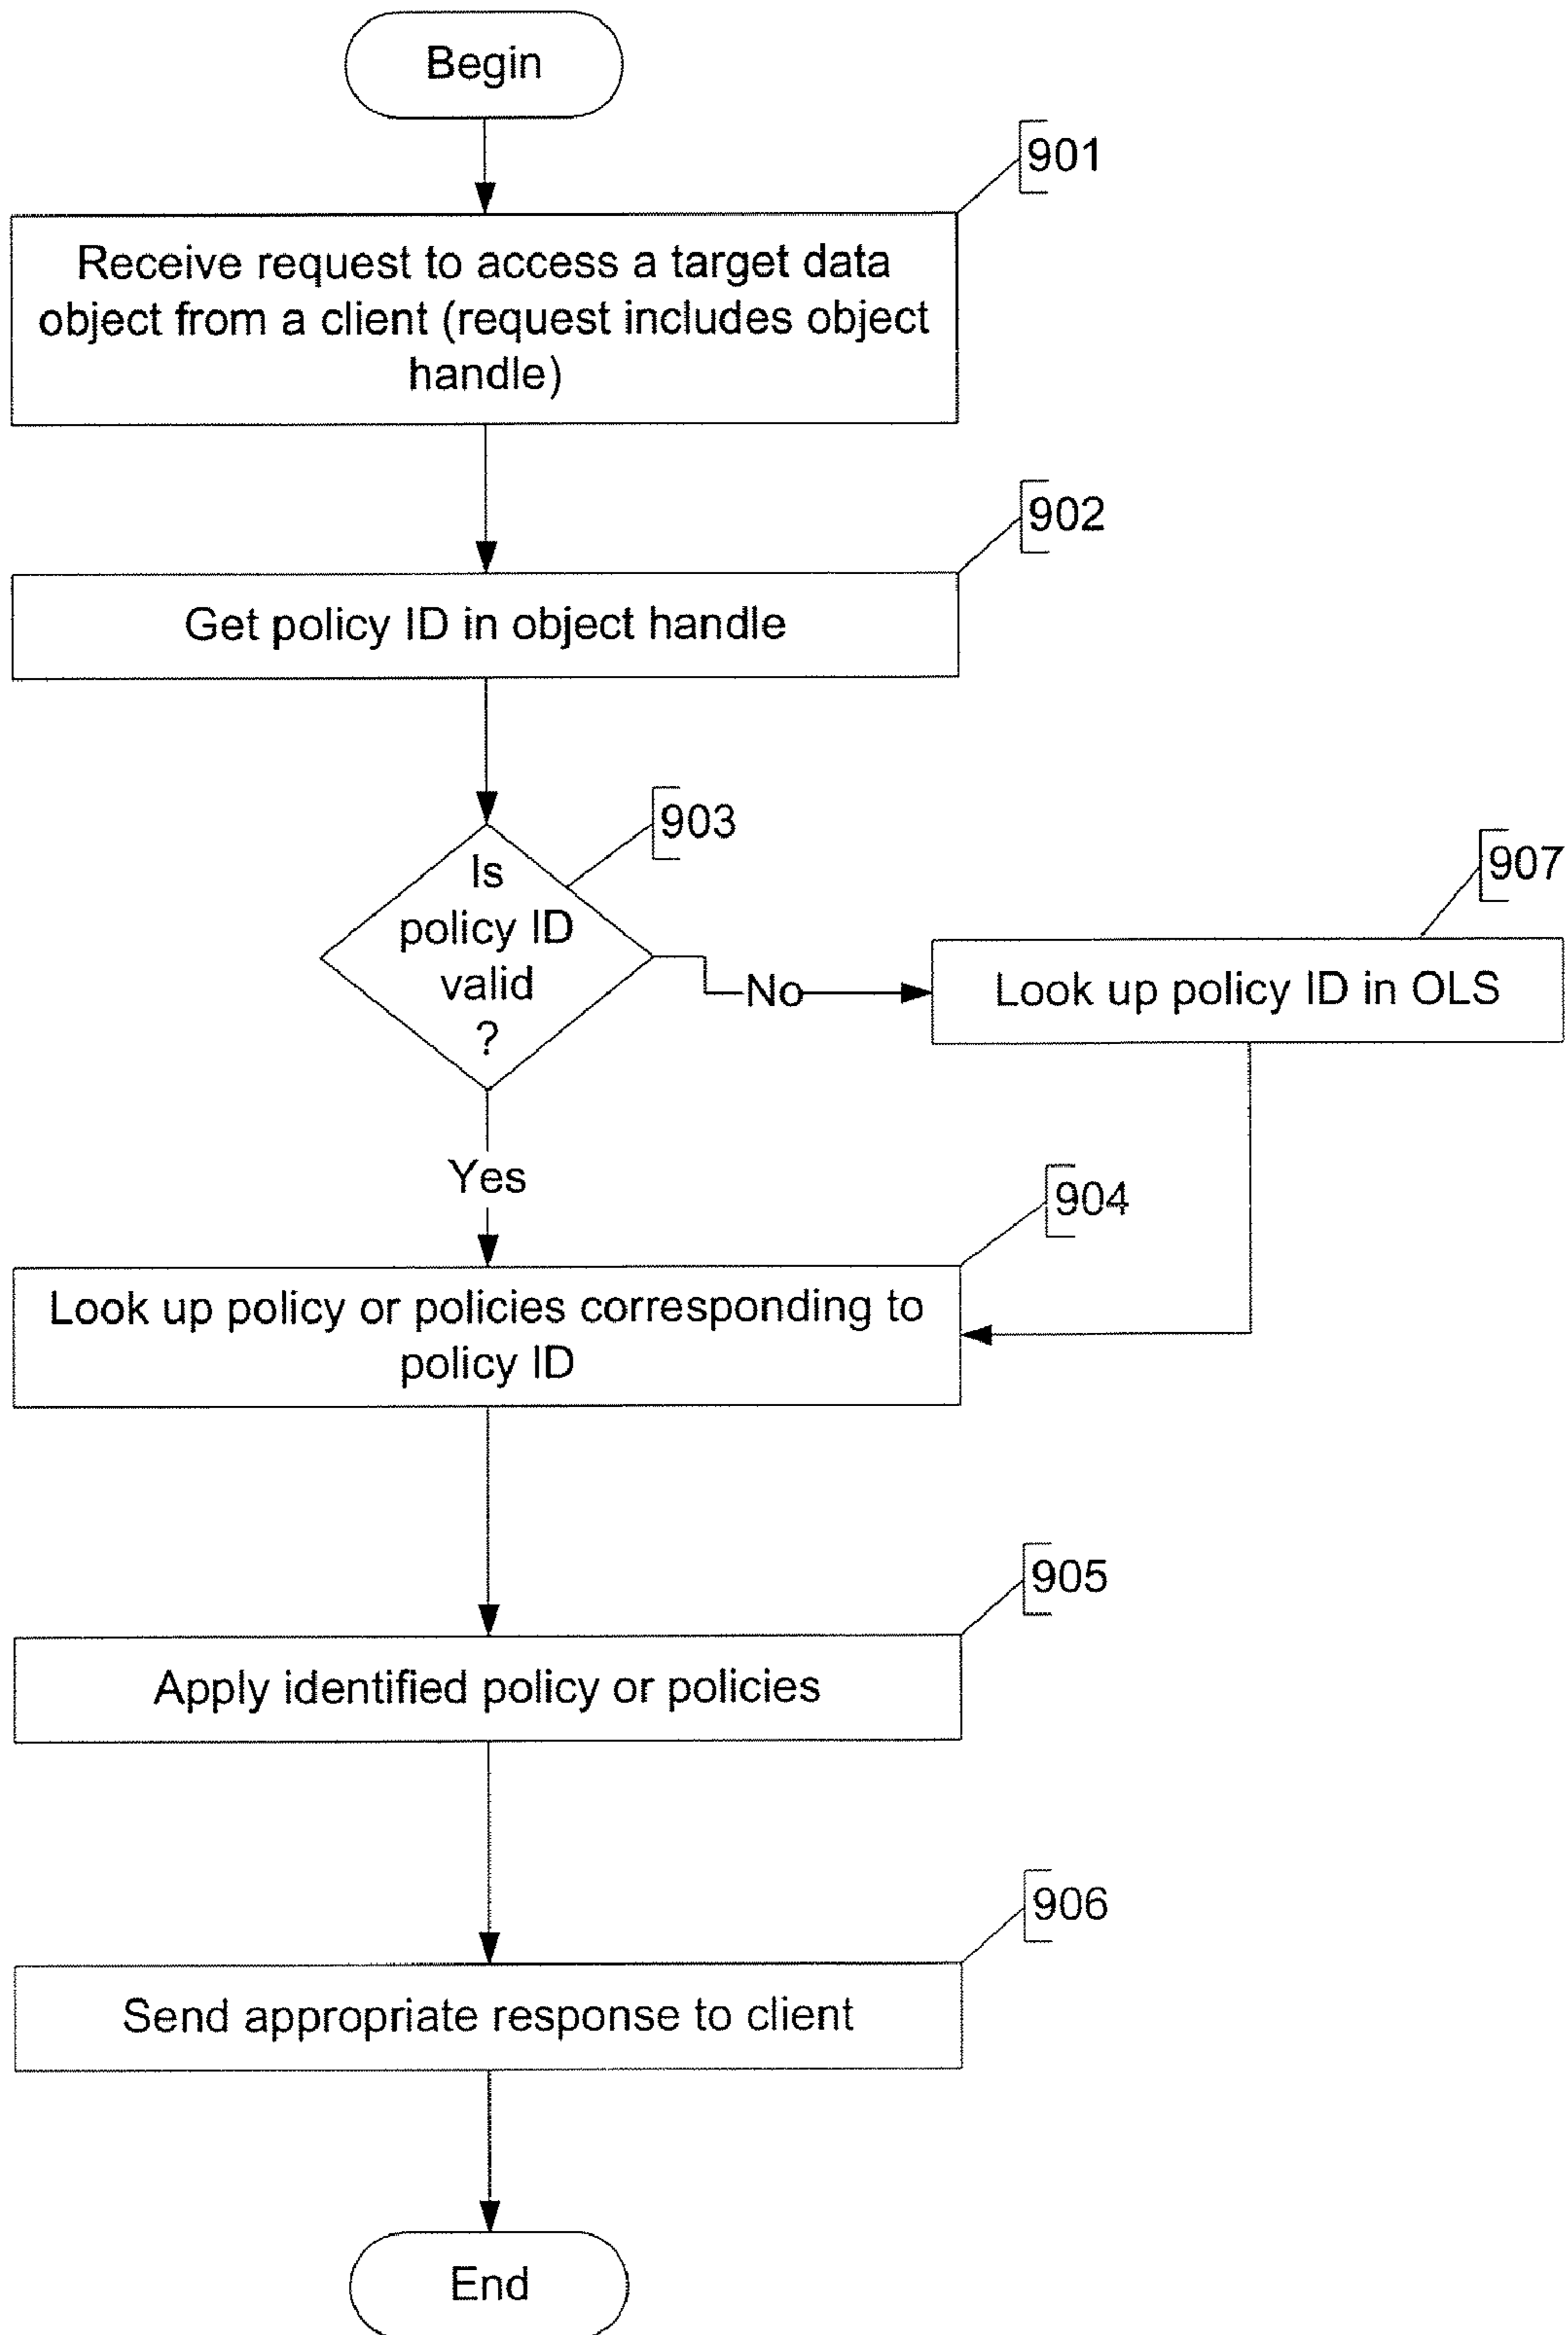 Begin
901
Receive request to access a target data
object from a client (request includes object
handle)
902
Get policy ID in object handle
903
Is
policy ID
valid
?
907
No
Look up policy ID in OLS
Yes
904
Look up policy or policies corresponding to
policy ID
905
Apply identified policy or policies
906
Send appropriate response to client
End